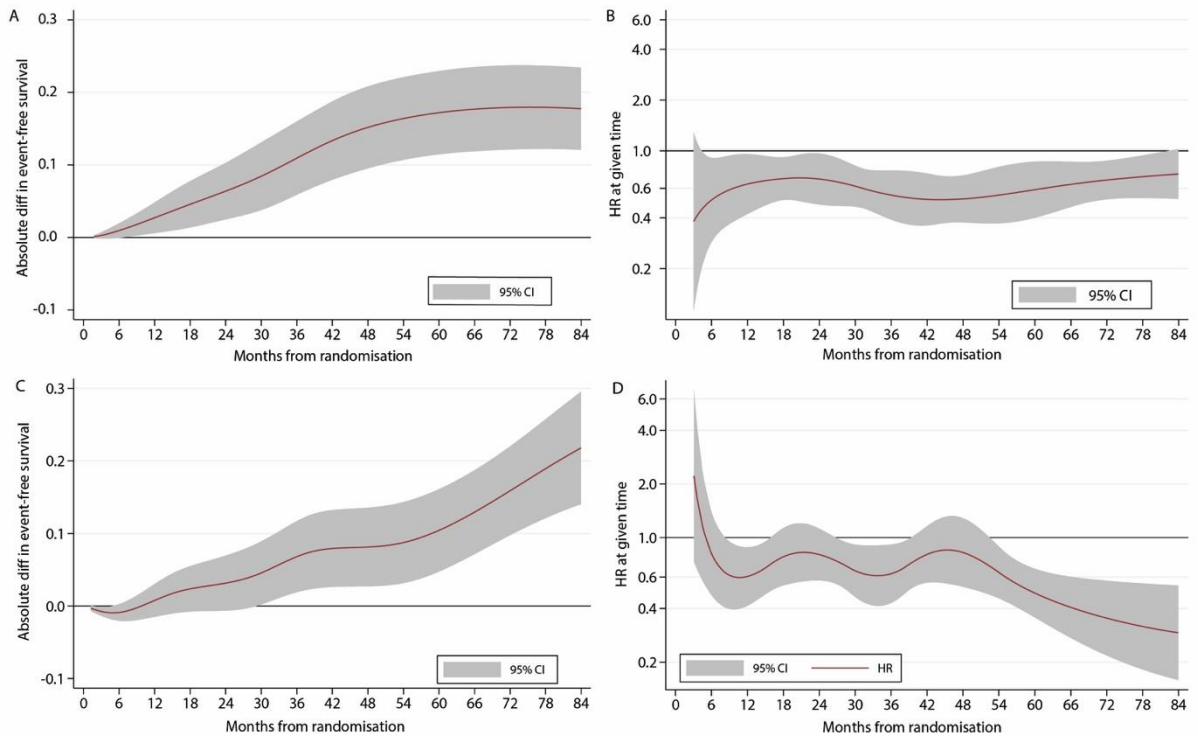 A
0.3
0.2
0.1
0.0
-0.1
Absolute diff in event-free survival
95% CI
0 6 12 18 24 30 36 42 48 54 60 66 72 78 84
Months from randomisation
B
6.0
4.0
2.0
1.0
0.6
0.4
0.2
HR at given time
95% CI
0 6 12 18 24 30 36 42 48 54 60 66 72 78 84
Months from randomisation
C
0.3
0.2
0.1
0.0
-0.1
Absolute diff in event-free survival
95% CI
0 6 12 18 24 30 36 42 48 54 60 66 72 78 84
Months from randomisation
D
6.0
4.0
2.0
1.0
0.6
0.4
0.2
HR at given time
95% CI HR
0 6 12 18 24 30 36 42 48 54 60 66 72 78 84
Months from randomisation